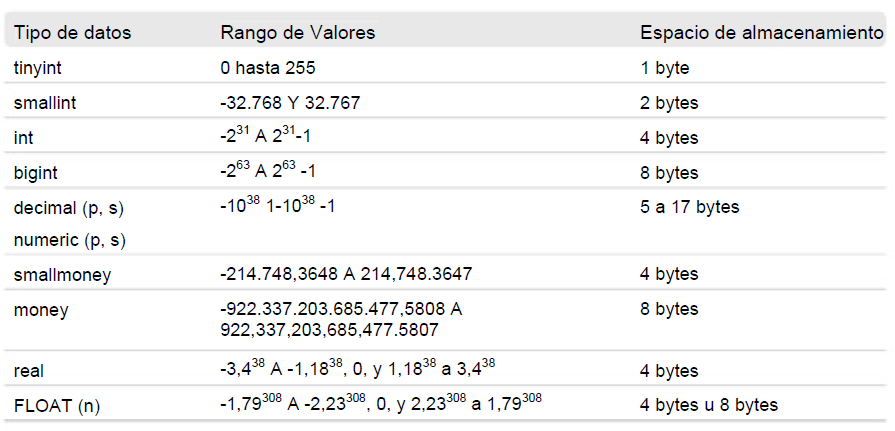 Tipo de datos Rango de Valores Espacio de almacenamiento
tinyint 0 hasta 255 1 byte
smallint -32.768 Y 32.767 2 bytes
int -2³¹ A 2³¹-1 4 bytes
bigint -2⁶³ A 2⁶³ -1 8 bytes
decimal (p, s) -10³⁸ 1-10³⁸ -1 5 a 17 bytes
numeric (p, s)
smallmoney -214.748,3648 A 214,748.3647 4 bytes
money -922.337.203.685.477,5808 A 8 bytes
922,337,203,685,477.5807
real -3,4³⁸ A -1,18³⁸, 0, y 1,18³⁸ a 3,4³⁸ 4 bytes
FLOAT (n) -1,79³⁰⁸ A -2,23³⁰⁸, 0, y 2,23³⁰⁸ a 1,79³⁰⁸ 4 bytes u 8 bytes